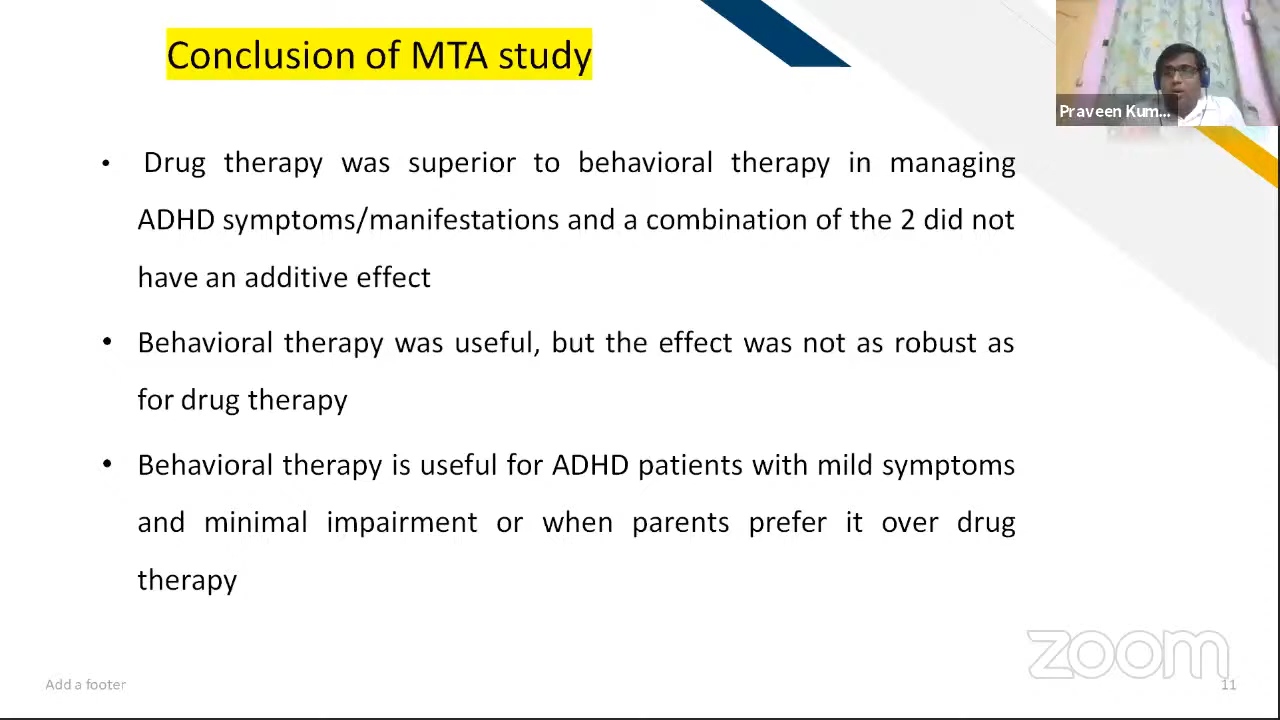 Conclusion of MTA study
Praveen Kum...
• Drug therapy was superior to behavioral therapy in managing
ADHD symptoms/manifestations and a combination of the 2 did not
have an additive effect
• Behavioral therapy was useful, but the effect was not as robust as
for drug therapy
• Behavioral therapy is useful for ADHD patients with mild symptoms
and minimal impairment or when parents prefer it over drug
therapy
zoom
Add a footer
11